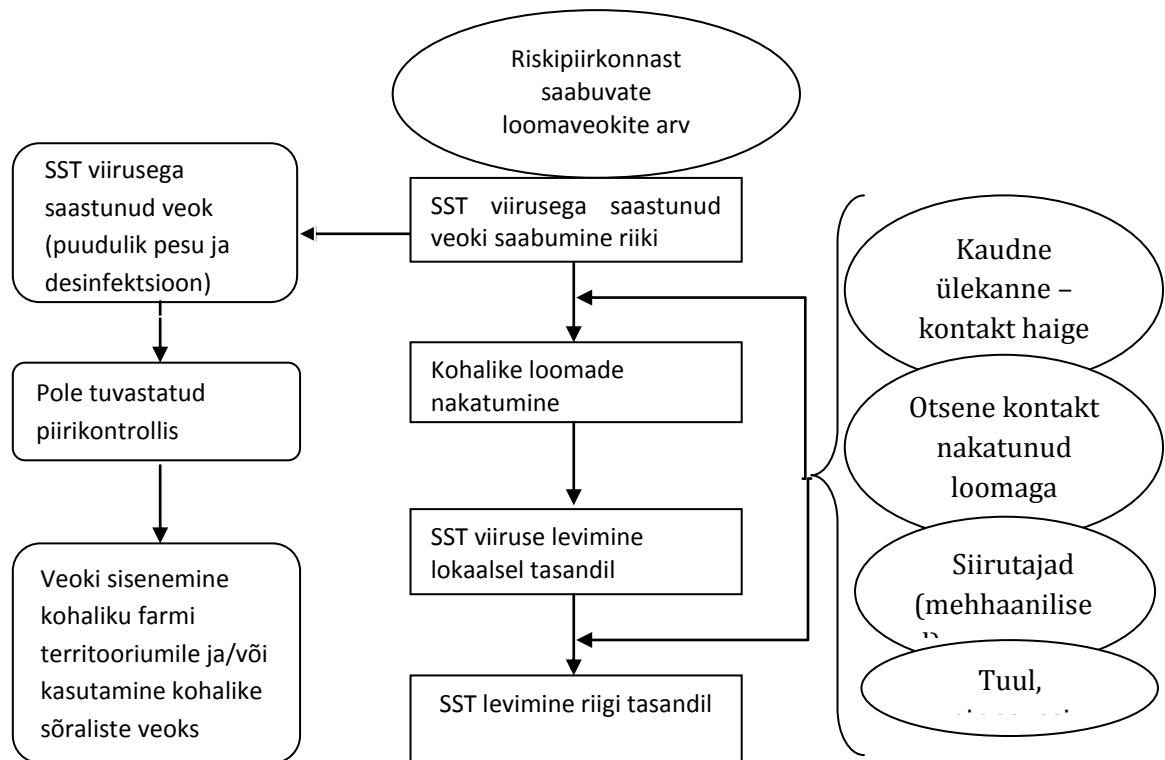 Riskipiirkonnast
saabuvate
loomaveokite arv
SST viirusega
saastunud veok
(puudulik pesu ja
desinfektsioon)
SST viirusega saastunud
veoki saabumine riiki
Kaudne
ülekanne –
kontakt haige
Pole tuvastatud
piirikontrollis
Kohalike loomade
nakatumine
Otsene kontakt
nakatunud
loomaga
Veoki sisenemine
kohaliku farmi
territooriumile ja/või
kasutamine kohalike
sõraliste veoks
SST viiruse levimine
lokaalsel tasandil
Siirutajad
(mehhaanilise
SST levimine riigi tasandil
Tuul,